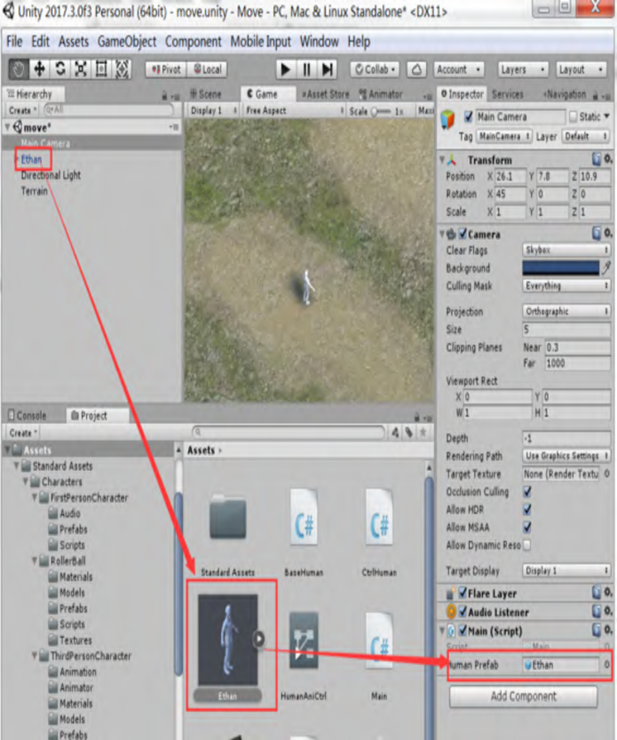 Unity 2017.3.0f3 Personal (64bit) - move.unity - Move - PC, Mac & Linux Standalone* <DX11>
File Edit Assets GameObject Component Mobile Input Window Help
Pivot Local Collab Account Layers Layout
Hierarchy
Create All
move*
Main Camera
Ethan
Directional Light
Terrain
Scene Game Asset Store Animator
Display 1 Free Aspect Scale 1x Maxi
Inspector Services Navigation
Main Camera Static
Tag MainCamera Layer Default
Transform
Position X 26.1 Y 7.8 Z 10.9
Rotation X 45 Y 0 Z 0
Scale X 1 Y 1 Z 1
Camera
Clear Flags Skybox
Background
Culling Mask Everything
Projection Orthographic
Size 5
Clipping Planes Near 0.3
Far 1000
Viewport Rect
X 0 Y 0
W 1 H 1
Depth -1
Rendering Path Use Graphics Settings
Target Texture None (Render Textu
Occlusion Culling
Allow HDR
Allow MSAA
Allow Dynamic Reso
Target Display Display 1
Flare Layer
Audio Listener
Main (Script)
Script Main
Human Prefab Ethan
Add Component
Console Project
Create
Assets
Standard Assets
Characters
FirstPersonCharacter
Audio
Prefabs
Scripts
RollerBall
Materials
Models
Prefabs
Scripts
Textures
ThirdPersonCharacter
Animation
Animator
Materials
Models
Prefabs
Assets
Standard Assets BaseHuman CtrlHuman
C# C#
Ethan HumanAniCtrl Main
C#